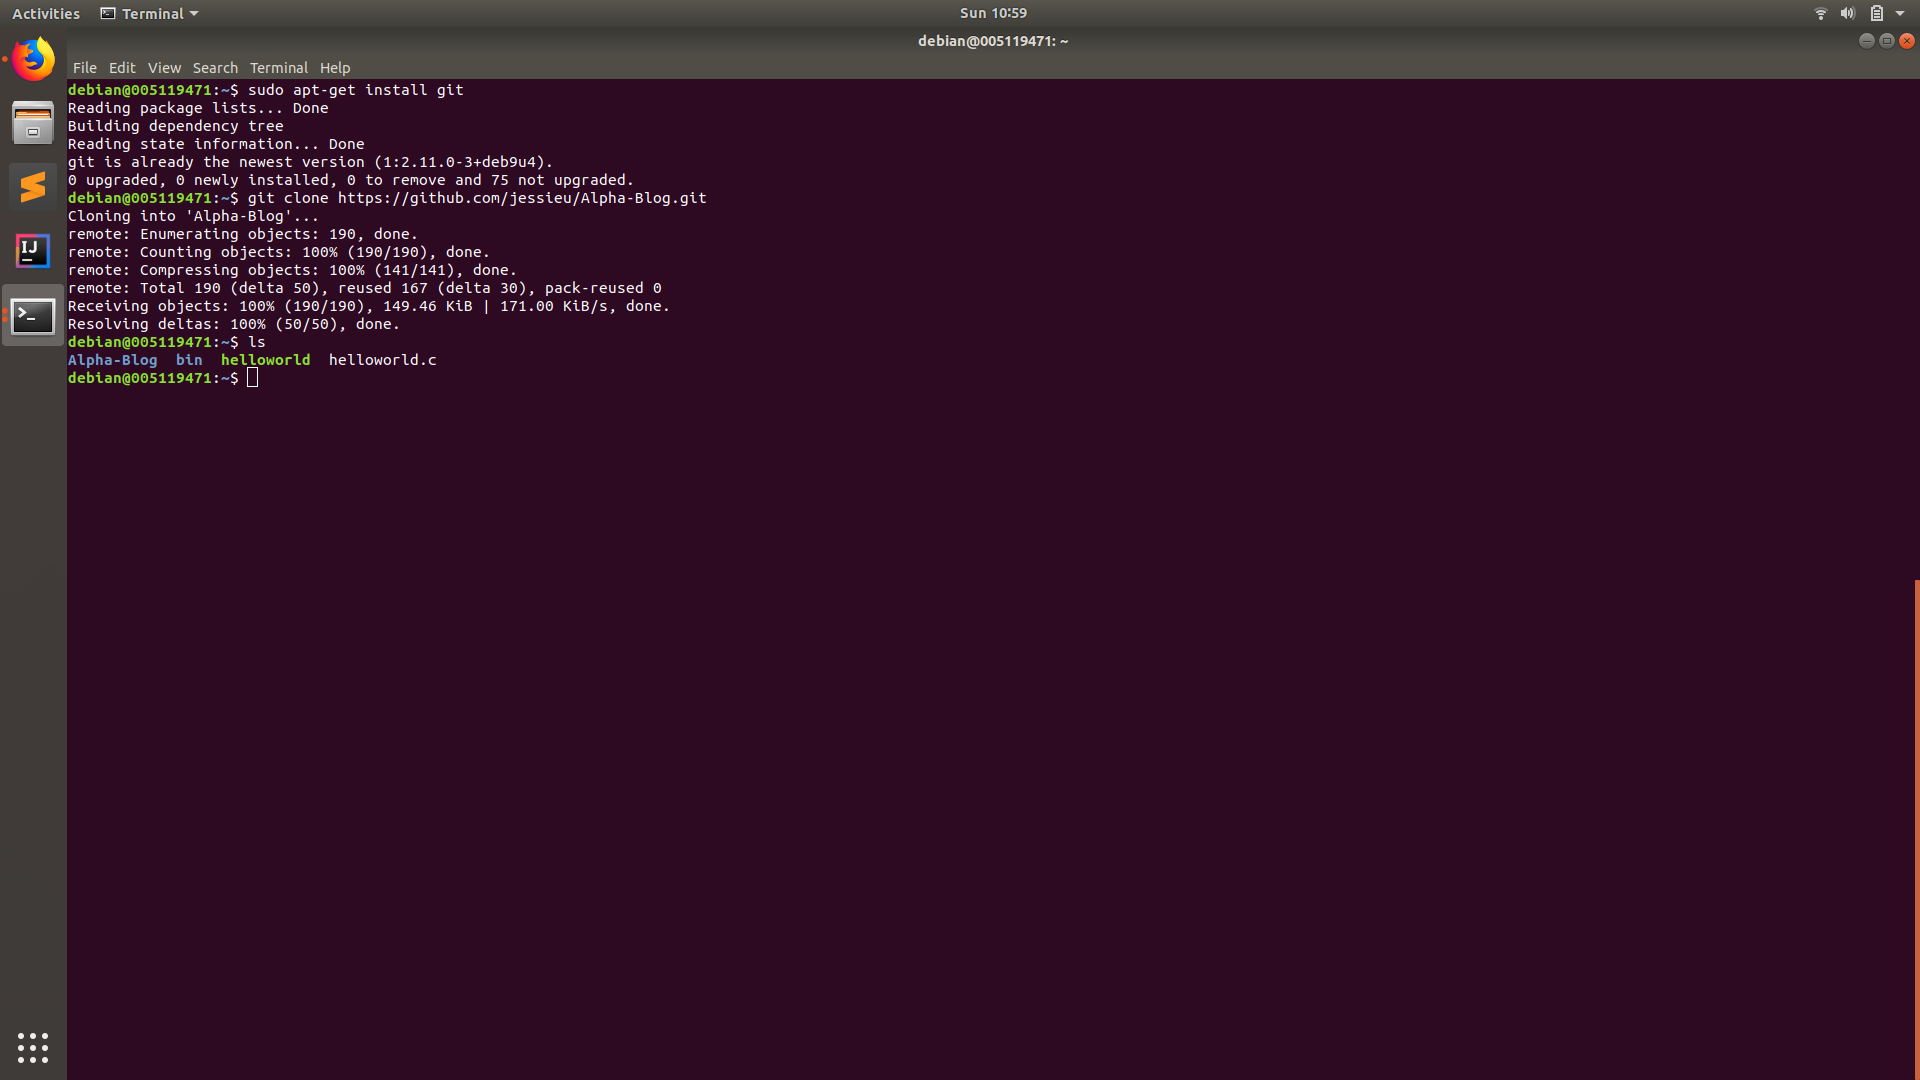 Activities Terminal Sun 10:59
debian@005119471: ~
File Edit View Search Terminal Help
debian@005119471:~$ sudo apt-get install git
Reading package lists... Done
Building dependency tree
Reading state information... Done
git is already the newest version (1:2.11.0-3+deb9u4).
0 upgraded, 0 newly installed, 0 to remove and 75 not upgraded.
debian@005119471:~$ git clone https://github.com/jessieu/Alpha-Blog.git
Cloning into 'Alpha-Blog'...
remote: Enumerating objects: 190, done.
remote: Counting objects: 100% (190/190), done.
remote: Compressing objects: 100% (141/141), done.
remote: Total 190 (delta 50), reused 167 (delta 30), pack-reused 0
Receiving objects: 100% (190/190), 149.46 KiB | 171.00 KiB/s, done.
Resolving deltas: 100% (50/50), done.
debian@005119471:~$ ls
Alpha-Blog  bin  helloworld  helloworld.c
debian@005119471:~$
IJ